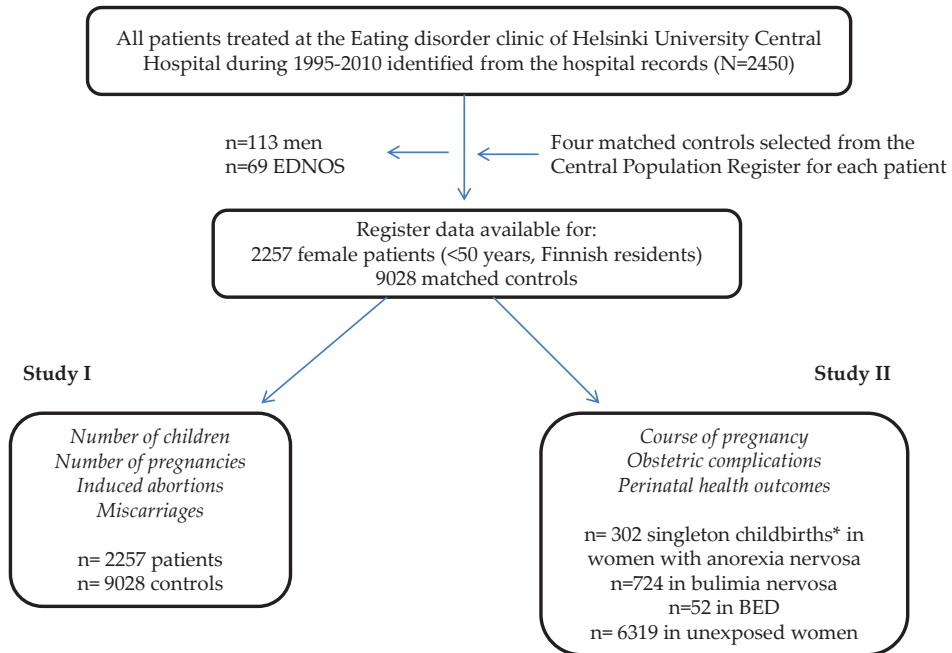 All patients treated at the Eating disorder clinic of Helsinki University Central
Hospital during 1995-2010 identified from the hospital records (N=2450)
n=113 men
n=69 EDNOS
Four matched controls selected from the
Central Population Register for each patient
Register data available for:
2257 female patients (<50 years, Finnish residents)
9028 matched controls
Study I
Number of children
Number of pregnancies
Induced abortions
Miscarriages
n= 2257 patients
n= 9028 controls
Study II
Course of pregnancy
Obstetric complications
Perinatal health outcomes
n= 302 singleton childbirths* in
women with anorexia nervosa
n=724 in bulimia nervosa
n=52 in BED
n= 6319 in unexposed women